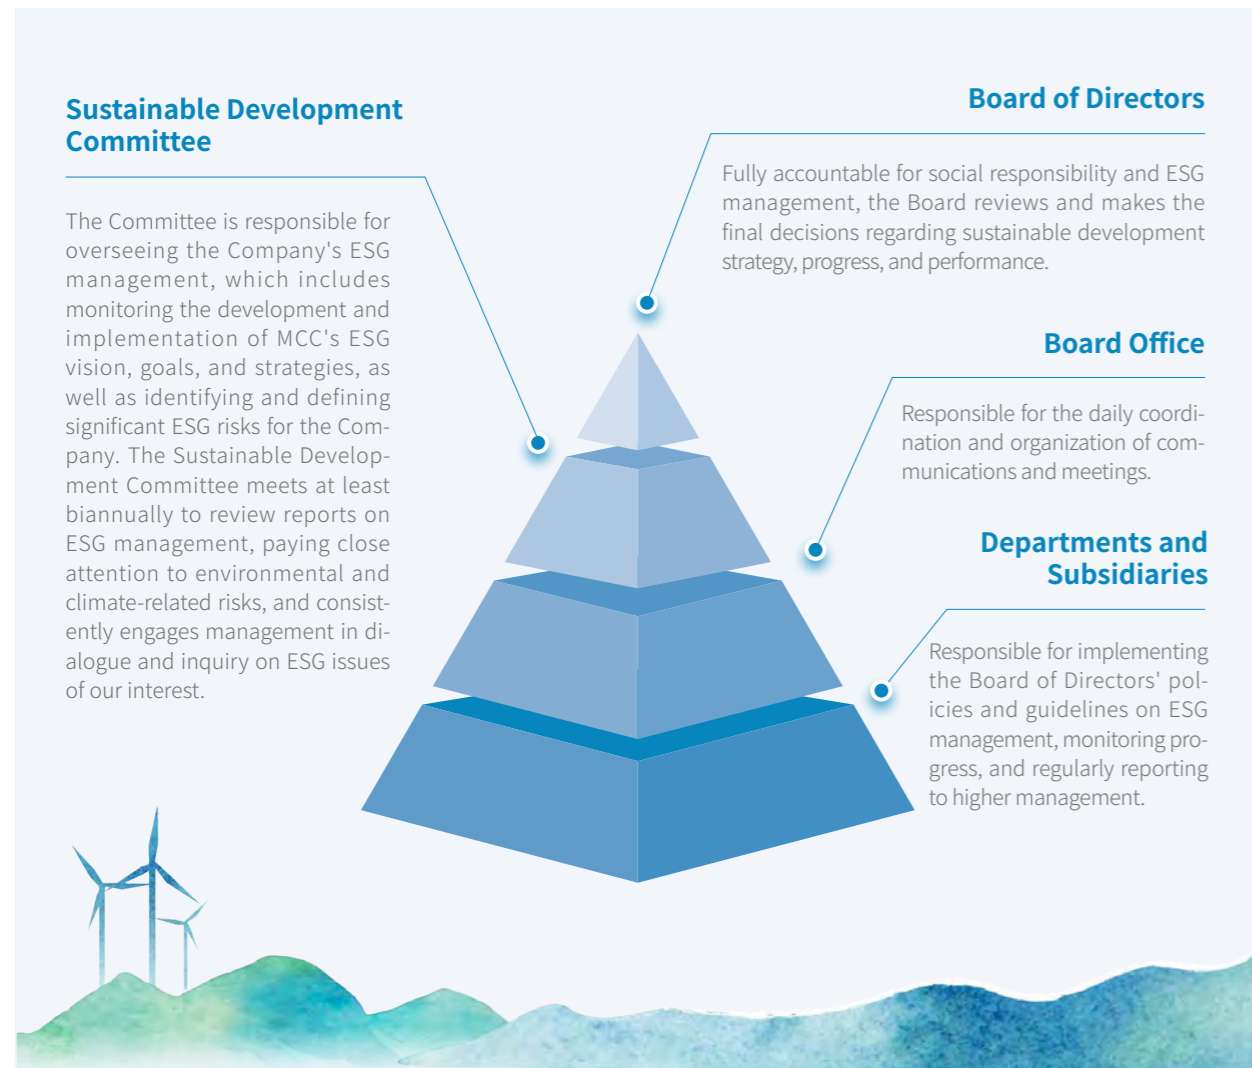 Sustainable Development
Committee
The Committee is responsible for
overseeing the Company's ESG
management, which includes
monitoring the development and
implementation of MCC's ESG
vision, goals, and strategies, as
well as identifying and defining
significant ESG risks for the Com-
pany. The Sustainable Develop-
ment Committee meets at least
biannually to review reports on
ESG management, paying close
attention to environmental and
climate-related risks, and consist-
ently engages management in di-
alogue and inquiry on ESG issues
of our interest.
Board of Directors
Fully accountable for social responsibility and ESG
management, the Board reviews and makes the
final decisions regarding sustainable development
strategy, progress, and performance.
Board Office
Responsible for the daily coordi-
nation and organization of com-
munications and meetings.
Departments and
Subsidiaries
Responsible for implementing
the Board of Directors' pol-
icies and guidelines on ESG
management, monitoring pro-
gress, and regularly reporting
to higher management.